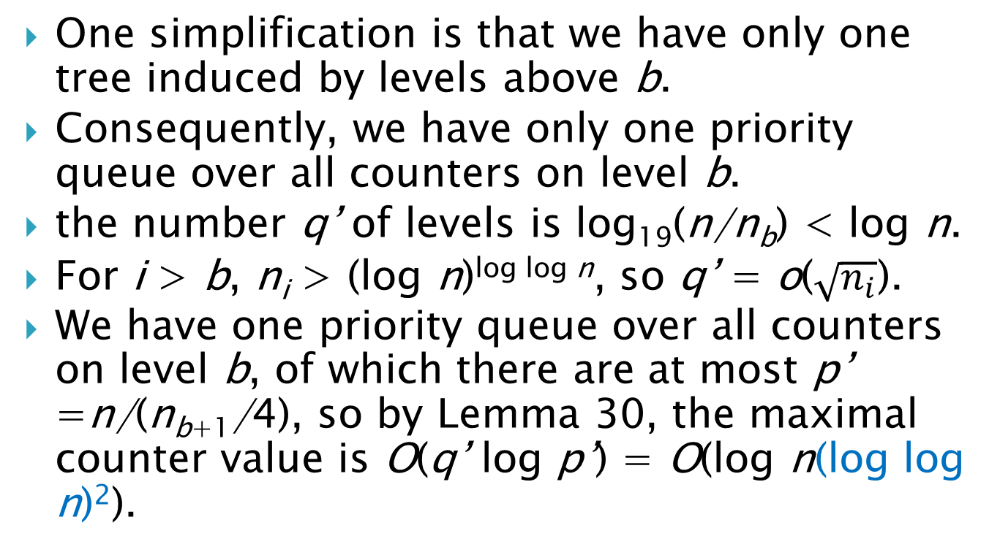 One simplification is that we have only one
tree induced by levels above b.
Consequently, we have only one priority
queue over all counters on level b.
the number q’ of levels is log₁₉(n/n_b) < log n.
For i > b, n_i > (log n)^{log log n}, so q’ = o(√n_i).
We have one priority queue over all counters
on level b, of which there are at most p’
=n/(n_{b+1}/4), so by Lemma 30, the maximal
counter value is O(q’ log p’) = O(log n(log log
n)²).